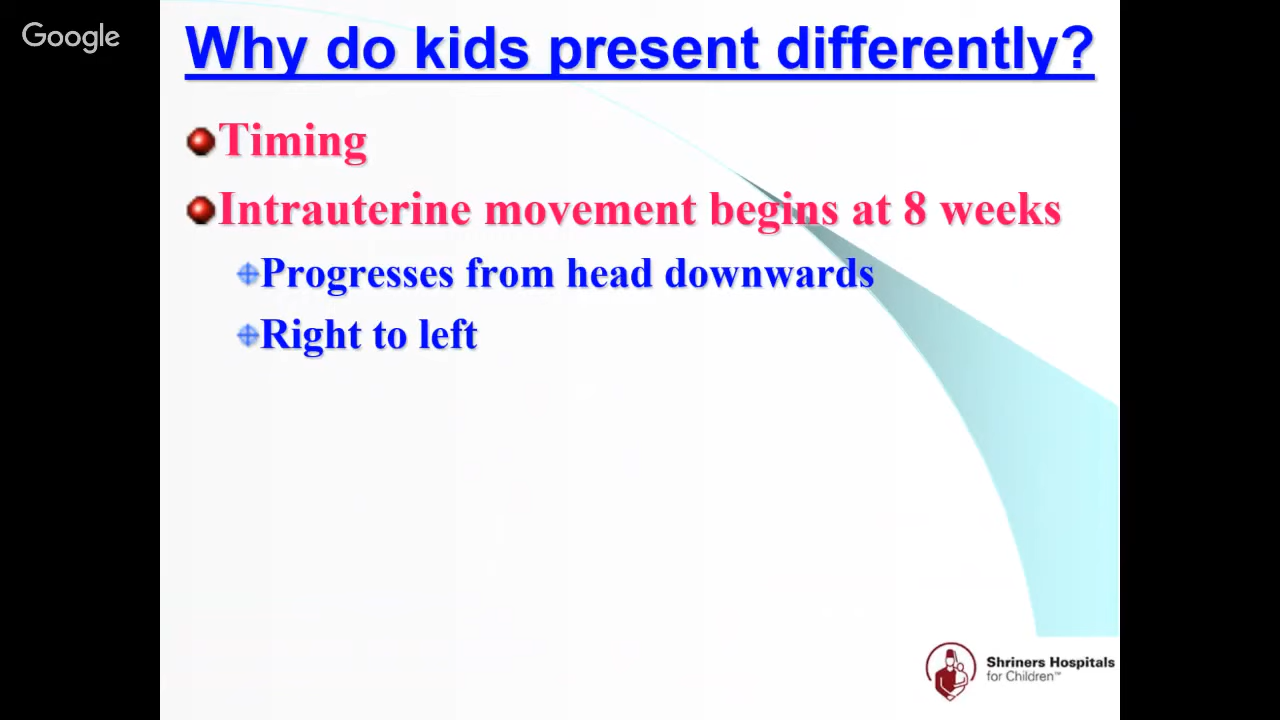 Google
Why do kids present differently?
Timing
Intrauterine movement begins at 8 weeks
Progresses from head downwards
Right to left
Shriners Hospitals
for Children™